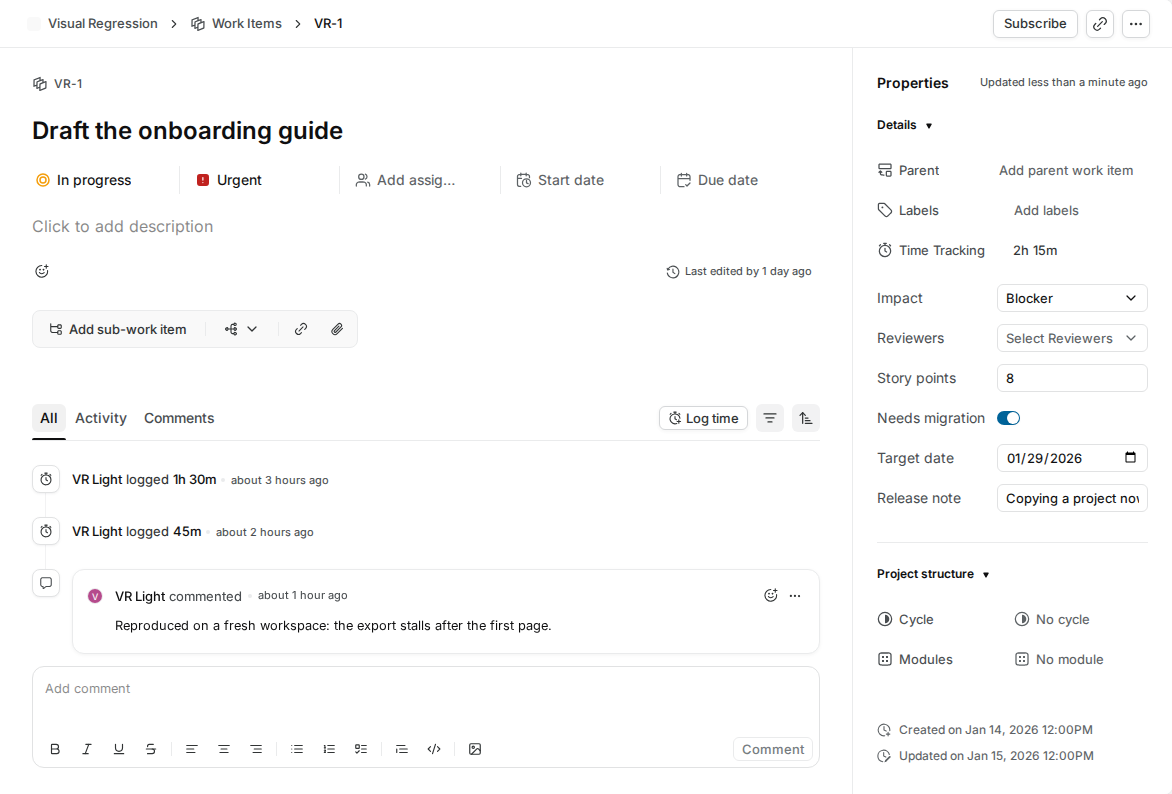 Visual Regression > Work Items > VR-1
Subscribe
VR-1
Draft the onboarding guide
In progress
Urgent
Add assig...
Start date
Due date
Click to add description
Last edited by 1 day ago
Add sub-work item
All
Activity
Comments
Log time
VR Light logged 1h 30m · about 3 hours ago
VR Light logged 45m · about 2 hours ago
V
VR Light commented · about 1 hour ago
Reproduced on a fresh workspace: the export stalls after the first page.
Add comment
Comment
Properties
Updated less than a minute ago
Details
Parent
Add parent work item
Labels
Add labels
Time Tracking
2h 15m
Impact
Blocker
Reviewers
Select Reviewers
Story points
8
Needs migration
Target date
01/29/2026
Release note
Copying a project now
Project structure
Cycle
No cycle
Modules
No module
Created on Jan 14, 2026 12:00PM
Updated on Jan 15, 2026 12:00PM